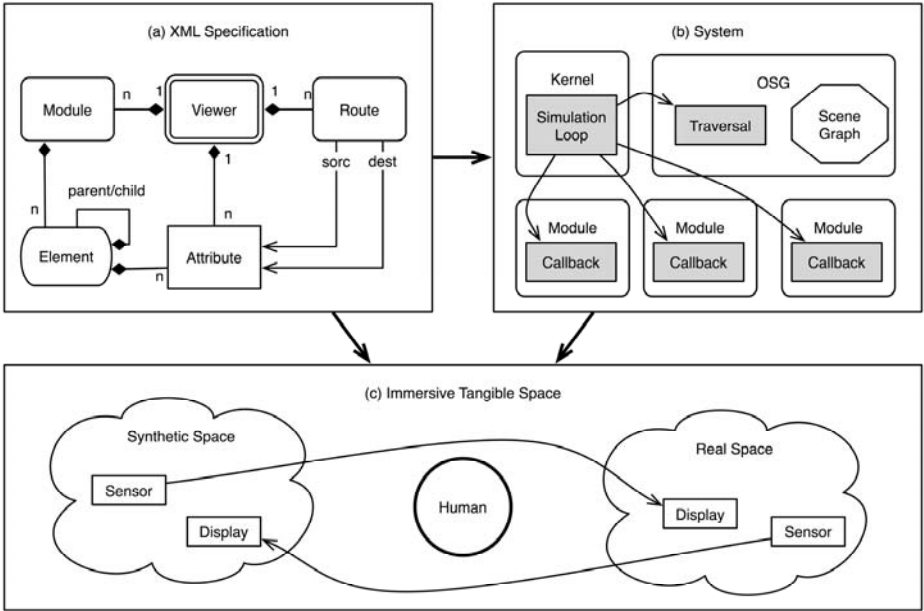 (a) XML Specification
Module
n
1
Viewer
1
n
Route
1
sorc
dest
parent/child
n
n
Element
n
Attribute
(b) System
Kernel
Simulation
Loop
OSG
Traversal
Scene
Graph
Module
Callback
Module
Callback
Module
Callback
(c) Immersive Tangible Space
Synthetic Space
Sensor
Display
Human
Real Space
Display
Sensor